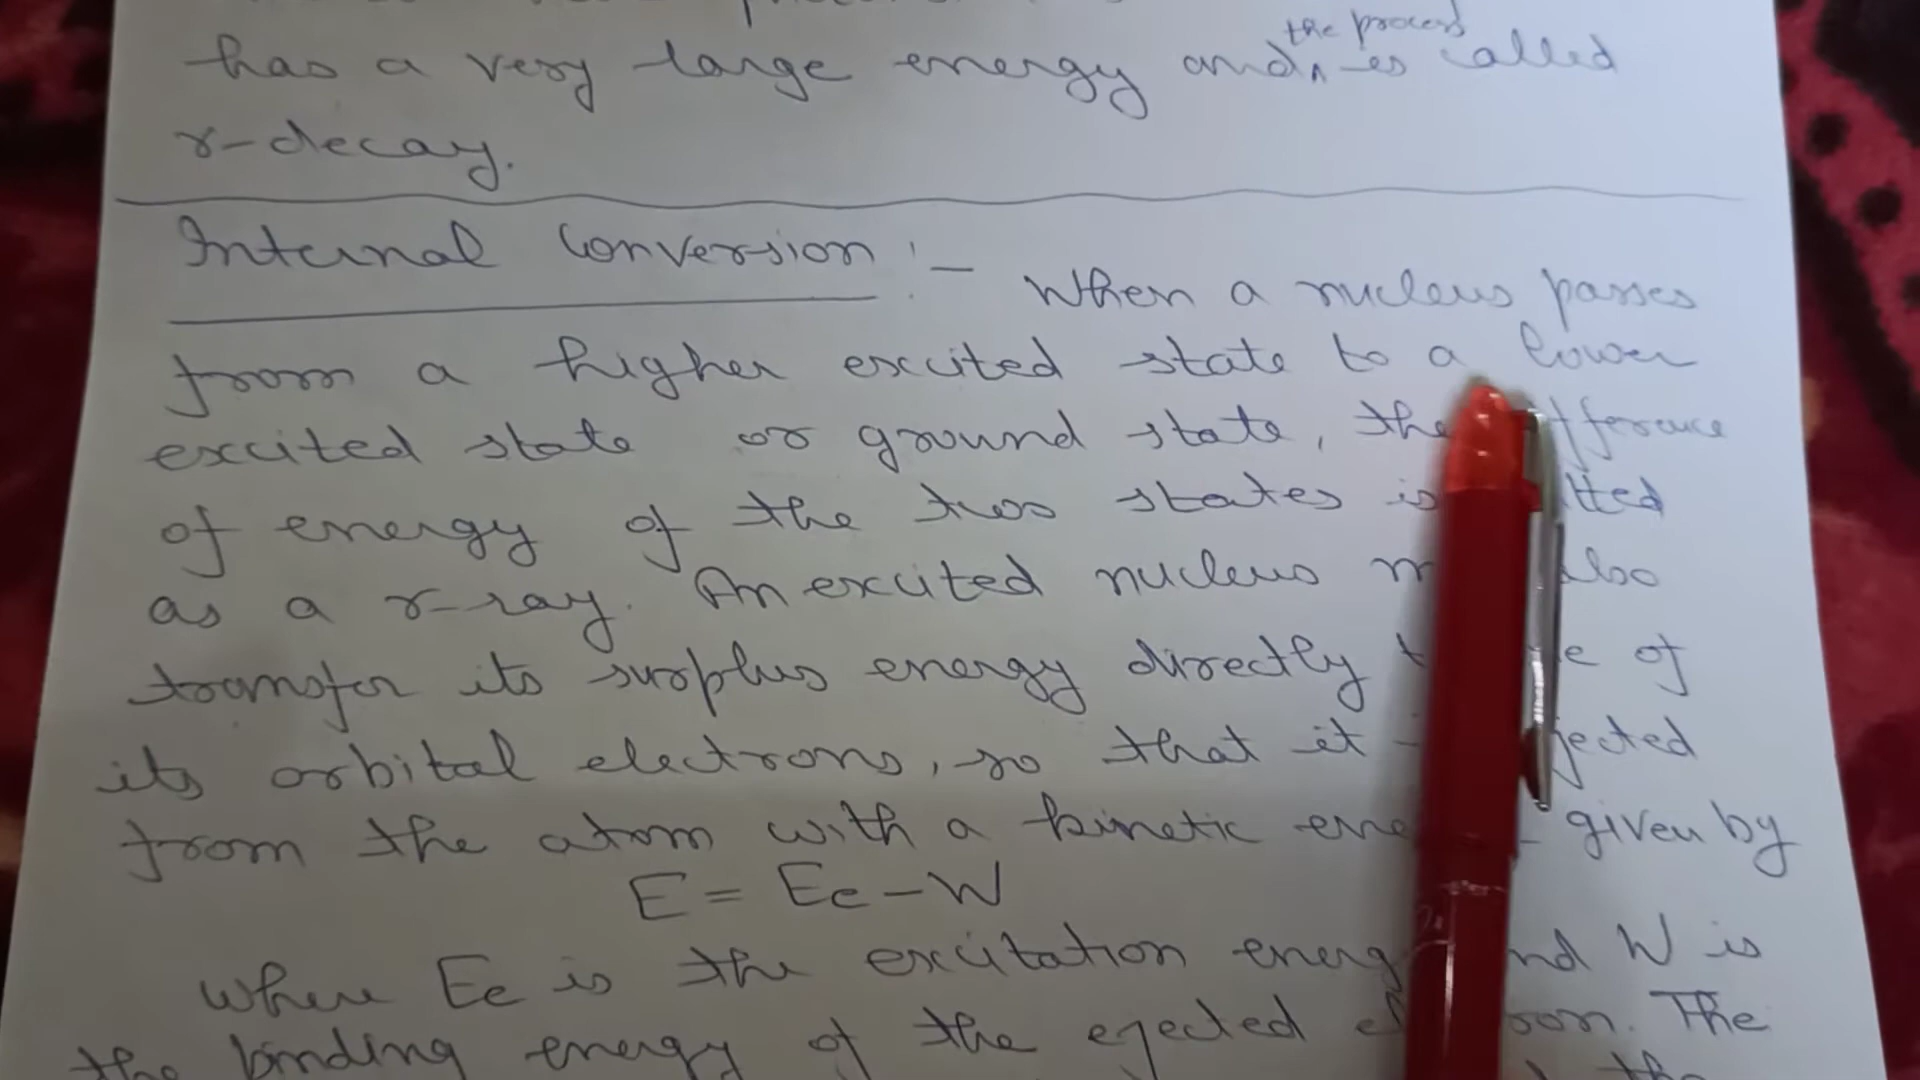 has a very large energy and ^ the process is called
γ-decay.
Internal Conversion :- When a nucleus passes
from a higher excited state to a lower
excited state or ground state, the
of energy of the two states is
as a γ-ray. An excited nucleus also
transfer its surplus energy directly of
its orbital electrons, so that it
from the atom with a kinetic given by
E = Ee - W
where Ee is the excitation W is
the binding energy of the ejected The